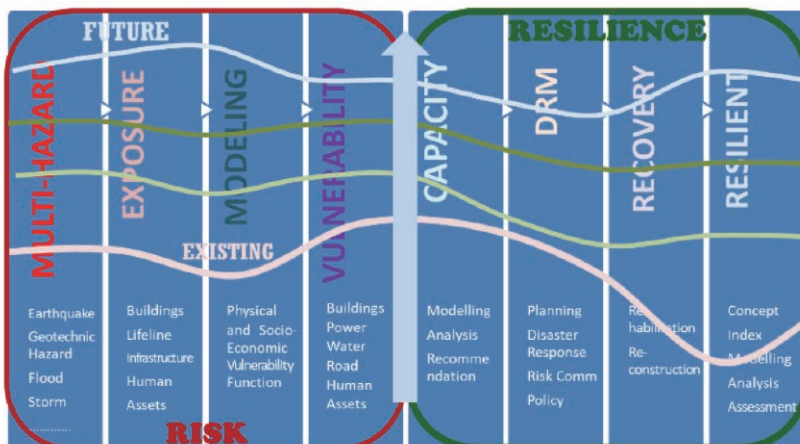 FUTURE
RESILIENCE
MULTI-HAZARD
EXPOSURE
MODELING
VULNERABILITY
CAPACITY
DRM
RECOVERY
RESILIENT
EXISTING
Earthquake
Geotechnic
Hazard
Flood
Storm
............
Buildings
Lifeline
Infrastructure
Human
Assets
Physical
and Socio-
Economic
Vulnerability
Function
Buildings
Power
Water
Road
Human
Assets
Modelling
Analysis
Recomme
ndation
Planning
Disaster
Response
Risk Comm
Policy
Re-
habilitation
Re-
construction
Concept
Index
Modelling
Analysis
Assessment
RISK